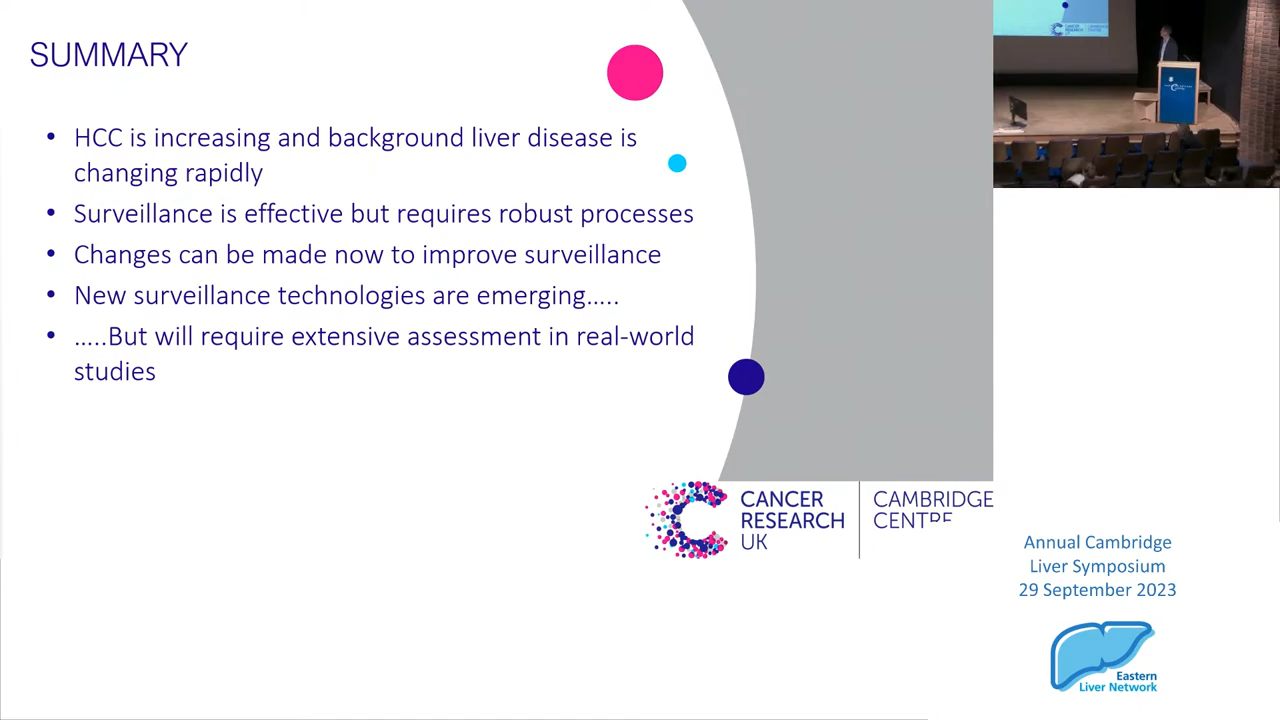 SUMMARY
• HCC is increasing and background liver disease is
changing rapidly
• Surveillance is effective but requires robust processes
• Changes can be made now to improve surveillance
• New surveillance technologies are emerging.....
• .....But will require extensive assessment in real-world
studies
CANCER
RESEARCH
UK
CAMBRIDGE
CENTRE
Annual Cambridge
Liver Symposium
29 September 2023
Eastern
Liver Network